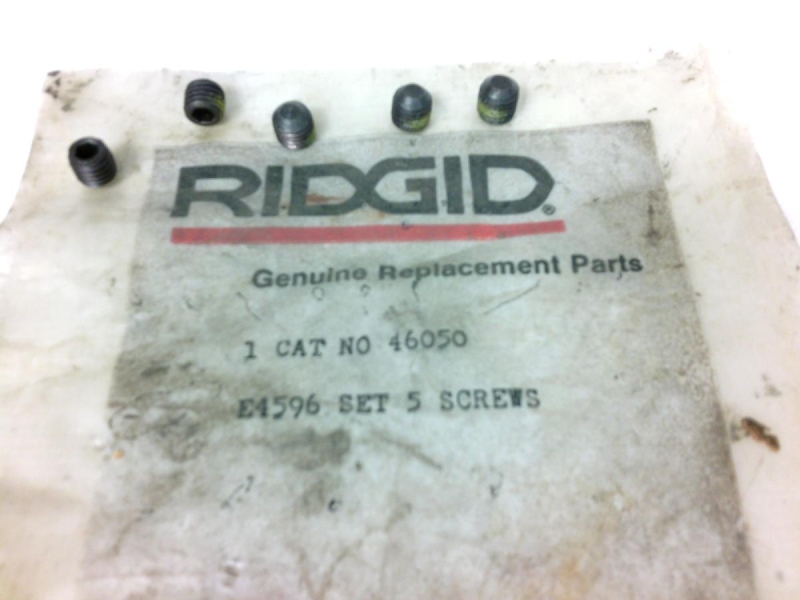 RIDGID®
Genuine Replacement Parts
1 CAT NO 46050
E4596 SET 5 SCREWS